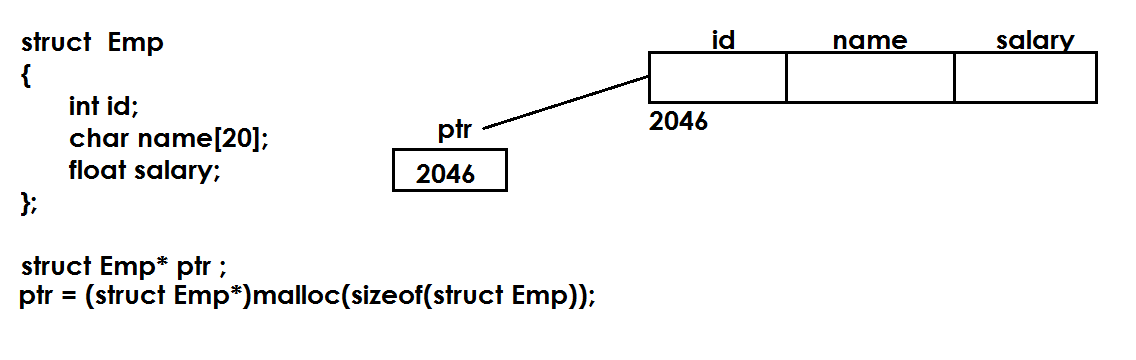 struct Emp
{
int id;
char name[20];
float salary;
};
struct Emp* ptr ;
ptr = (struct Emp*)malloc(sizeof(struct Emp));
ptr
2046
id name salary
2046